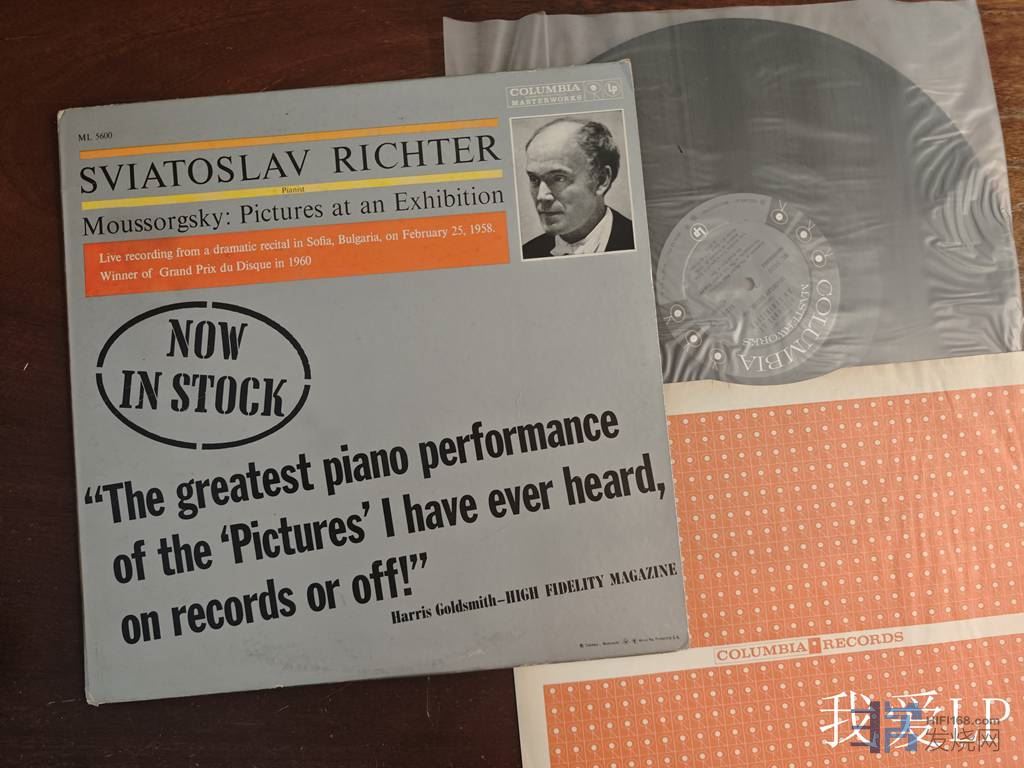 COLUMBIA
MASTERWORKS
lp
ML 5600
SVIATOSLAV RICHTER
Pianist
Moussorgsky: Pictures at an Exhibition
Live recording from a dramatic recital in Sofia, Bulgaria, on February 25, 1958.
Winner of Grand Prix du Disque in 1960
NOW
IN STOCK
“The greatest piano performance
of the ‘Pictures’ I have ever heard,
on records or off!”
Harris Goldsmith–HIGH FIDELITY MAGAZINE
lp
COLUMBIA
MASTERWORKS
COLUMBIA RECORDS
我爱LP
HIFI168.com
发烧网